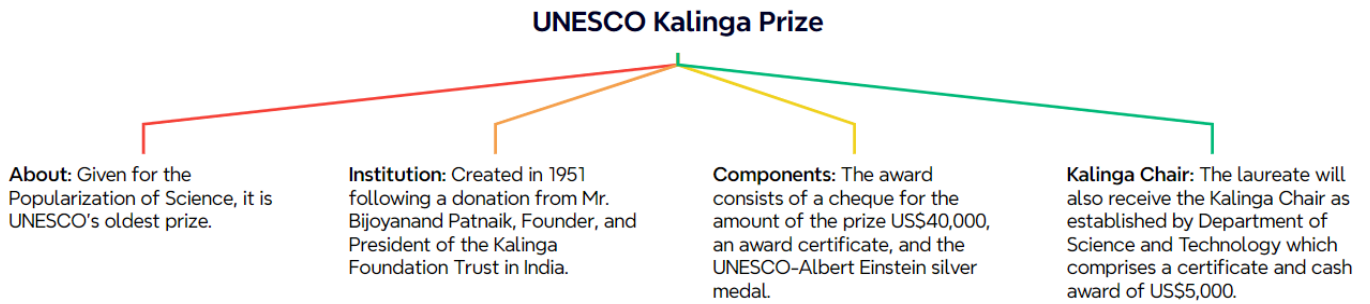 UNESCO Kalinga Prize
About: Given for the
Popularization of Science, it is
UNESCO's oldest prize.
Institution: Created in 1951
following a donation from Mr.
Bijoyanand Patnaik, Founder, and
President of the Kalinga
Foundation Trust in India.
Components: The award
consists of a cheque for the
amount of the prize US$40,000,
an award certificate, and the
UNESCO-Albert Einstein silver
medal.
Kalinga Chair: The laureate will
also receive the Kalinga Chair as
established by Department of
Science and Technology which
comprises a certificate and cash
award of US$5,000.